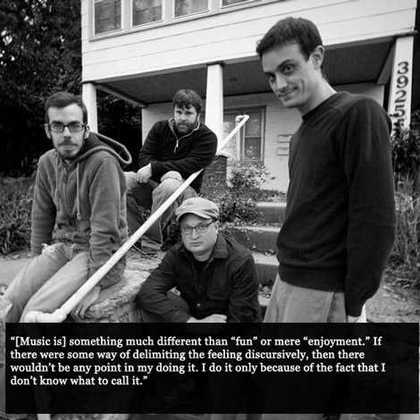 3925
"[Music is] something much different than “fun” or mere “enjoyment.” If
there were some way of delimiting the feeling discursively, then there
wouldn’t be any point in my doing it. I do it only because of the fact that I
don’t know what to call it.”